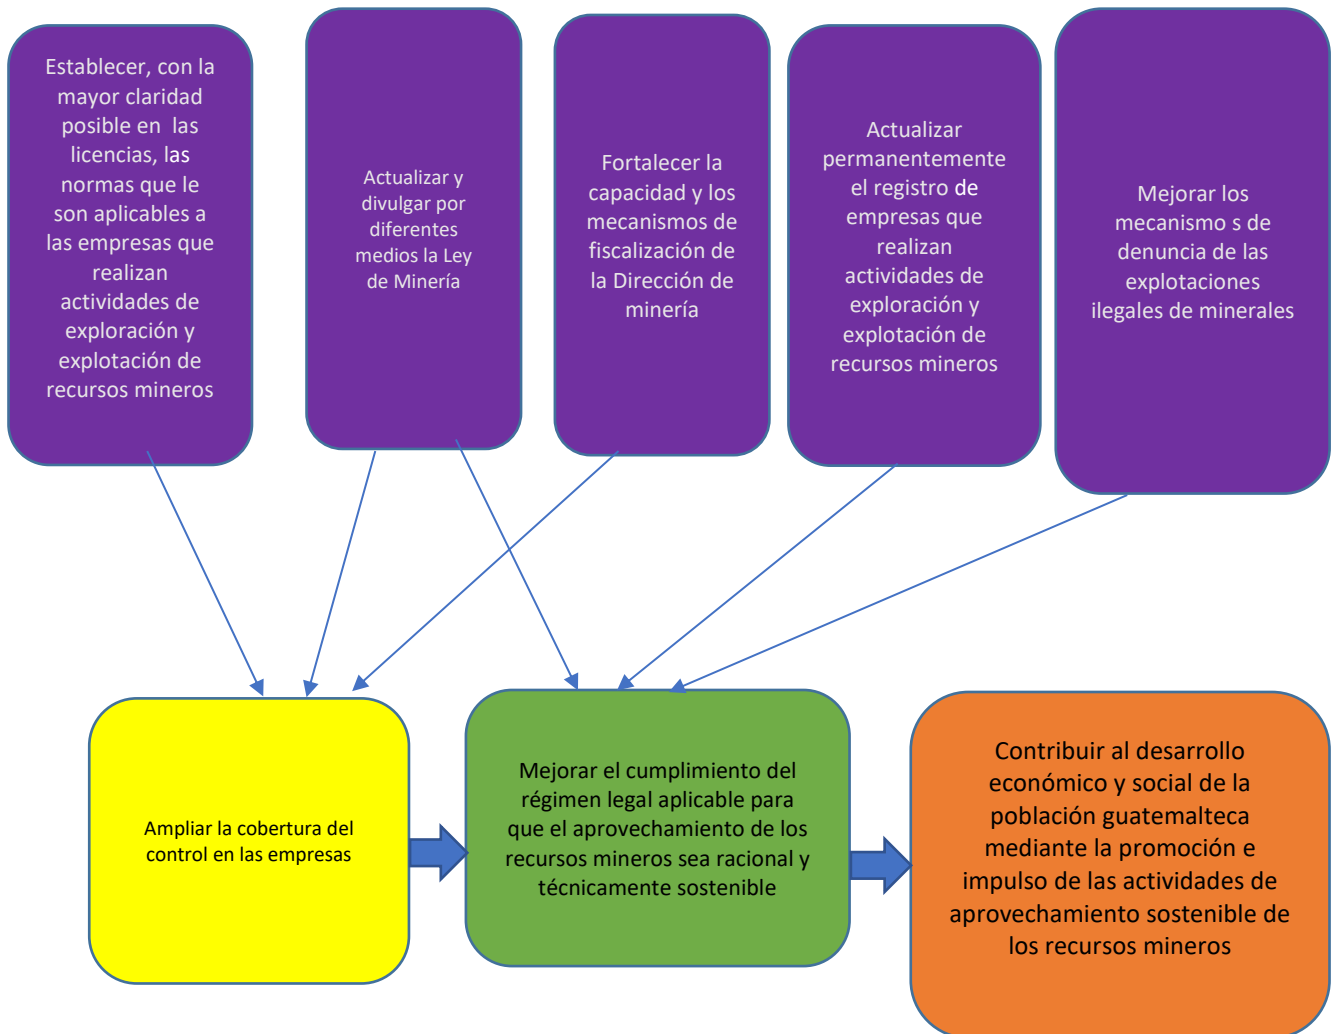 Establecer, con la
mayor claridad
posible en las
licencias, las
normas que le
son aplicables a
las empresas que
realizan
actividades de
exploración y
explotación de
recursos mineros
Actualizar y
divulgar por
diferentes
medios la Ley
de Minería
Fortalecer la
capacidad y los
mecanismos de
fiscalización de
la Dirección de
minería
Actualizar
permanentemente
el registro de
empresas que
realizan
actividades de
exploración y
explotación de
recursos mineros
Mejorar los
mecanismo s de
denuncia de las
explotaciones
ilegales de minerales
Ampliar la cobertura del
control en las empresas
Mejorar el cumplimiento del
régimen legal aplicable para
que el aprovechamiento de los
recursos mineros sea racional y
técnicamente sostenible
Contribuir al desarrollo
económico y social de la
población guatemalteca
mediante la promoción e
impulso de las actividades de
aprovechamiento sostenible de
los recursos mineros